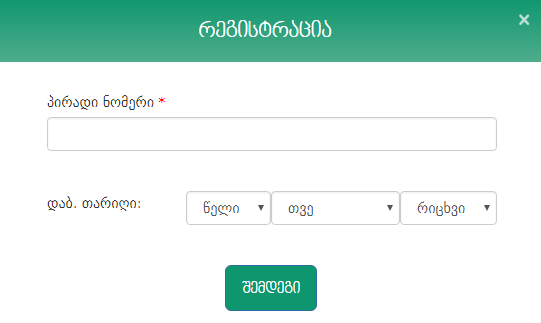 რეგისტრაცია
×
პირადი ნომერი *
დაბ. თარიღი: წელი თვე რიცხვი
შემდეგი